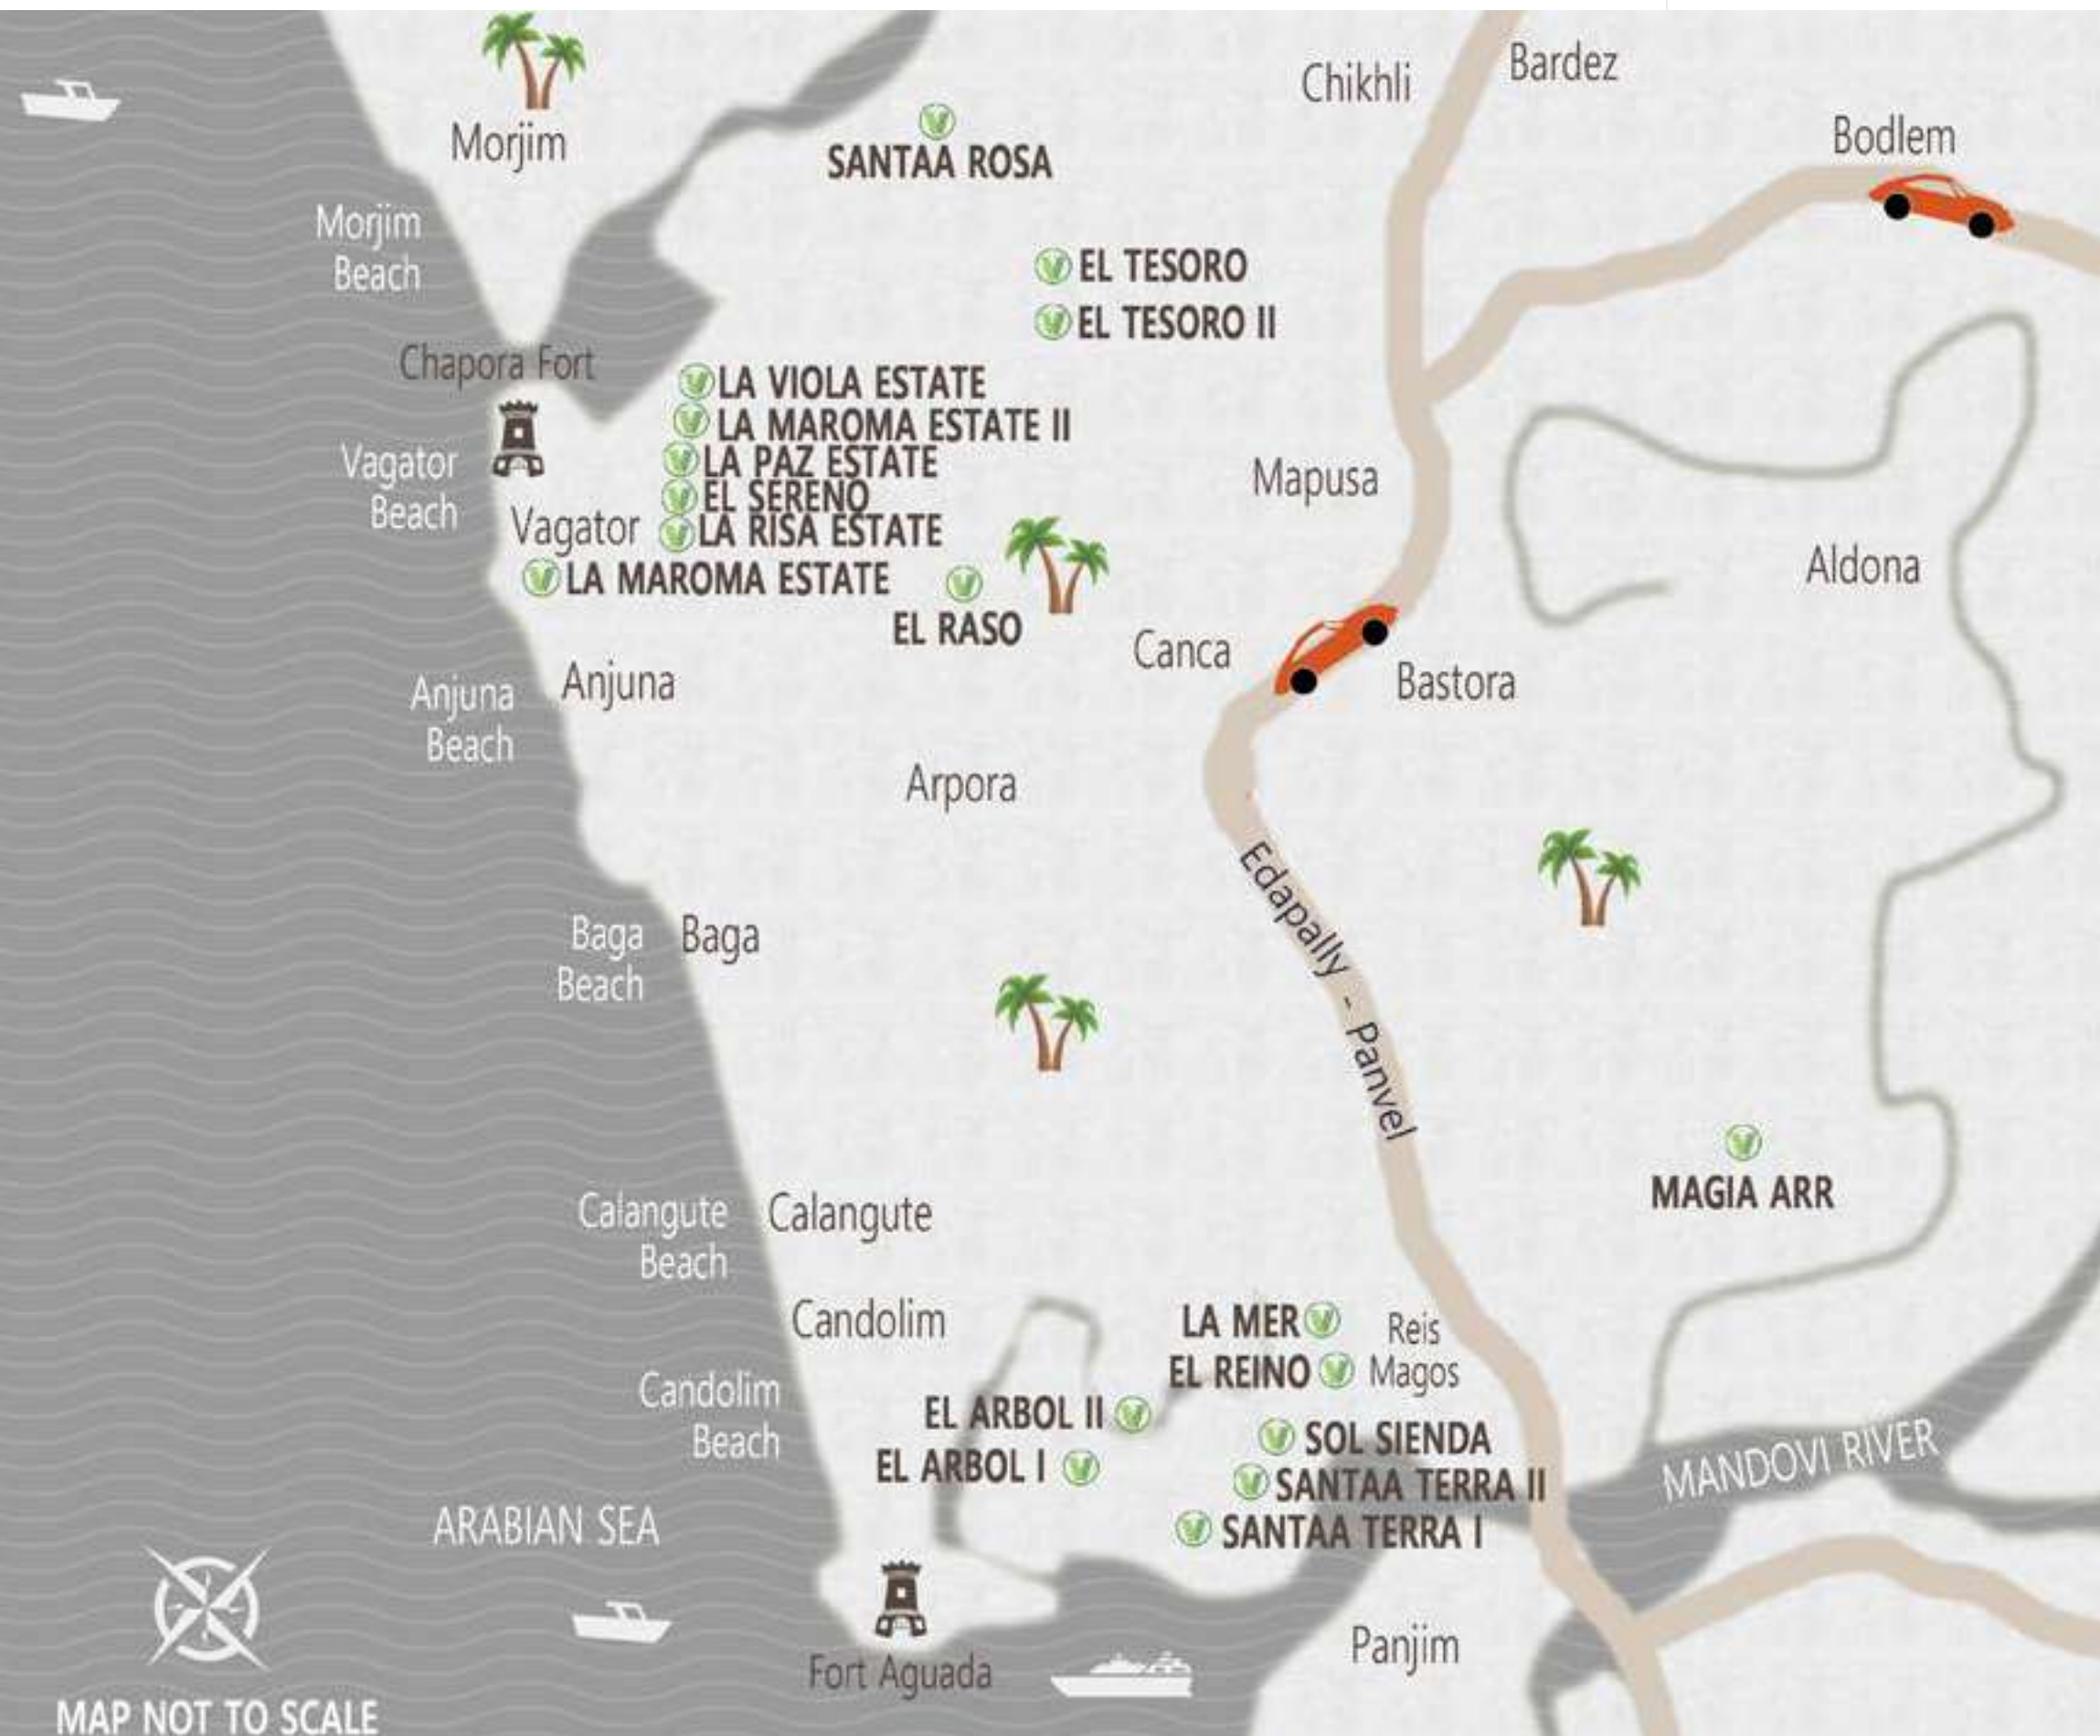 Chikhli
Bardez
Bodlem
Morjim
SANTAA ROSA
Morjim
Beach
EL TESORO
EL TESORO II
Chapora Fort
LA VIOLA ESTATE
LA MAROMA ESTATE II
LA PAZ ESTATE
EL SERENO
LA RISA ESTATE
Vagator
Beach
Vagator
LA MAROMA ESTATE
EL RASO
Mapusa
Aldona
Canca
Bastora
Anjuna
Beach
Anjuna
Arpora
Edapally - Panvel
Baga
Beach
Baga
MAGIA ARR
Calangute
Beach
Calangute
Candolim
LA MER
EL REINO
Reis
Magos
Candolim
Beach
EL ARBOL II
EL ARBOL I
SOL SIENDA
SANTAA TERRA II
SANTAA TERRA I
MANDOVI RIVER
ARABIAN SEA
Fort Aguada
Panjim
MAP NOT TO SCALE